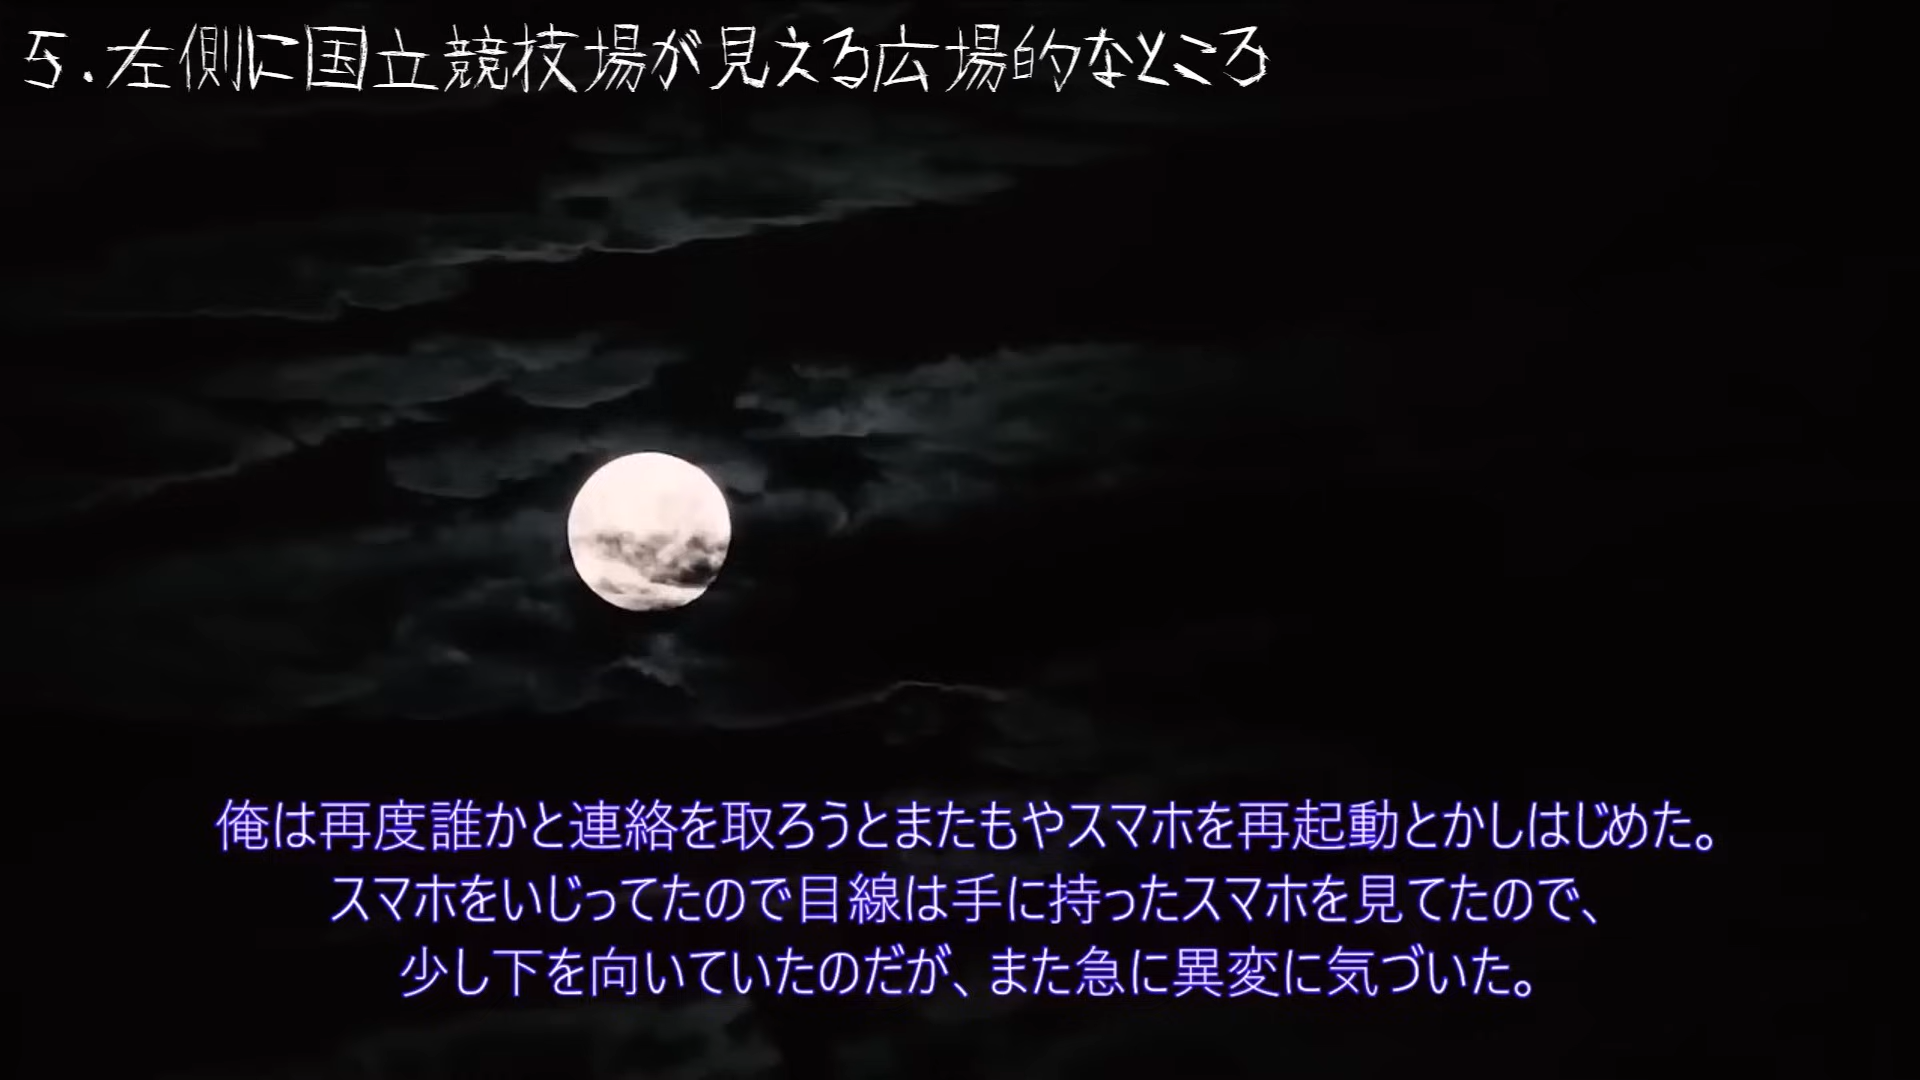 5.左側に国立競技場が見える広場的なところ
俺は再度誰かと連絡を取ろうとまたもやスマホを再起動とかしはじめた。
スマホをいじってたので目線は手に持ったスマホを見てたので、
少し下を向いていたのだが、また急に異変に気づいた。